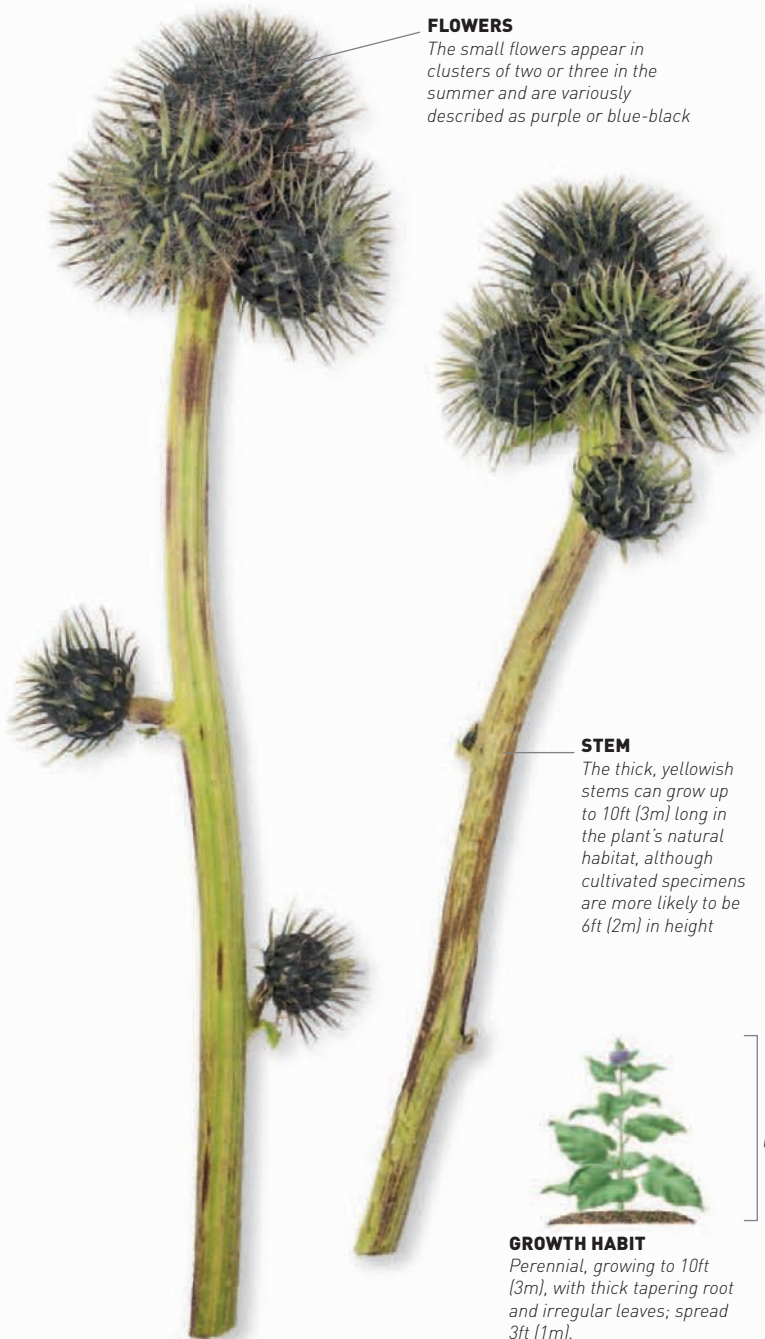 FLOWERS
The small flowers appear in
clusters of two or three in the
summer and are variously
described as purple or blue-black
STEM
The thick, yellowish
stems can grow up
to 10ft (3m) long in
the plant's natural
habitat, although
cultivated specimens
are more likely to be
6ft (2m) in height
GROWTH HABIT
Perennial, growing to 10ft
(3m), with thick tapering root
and irregular leaves; spread
3ft (1m).